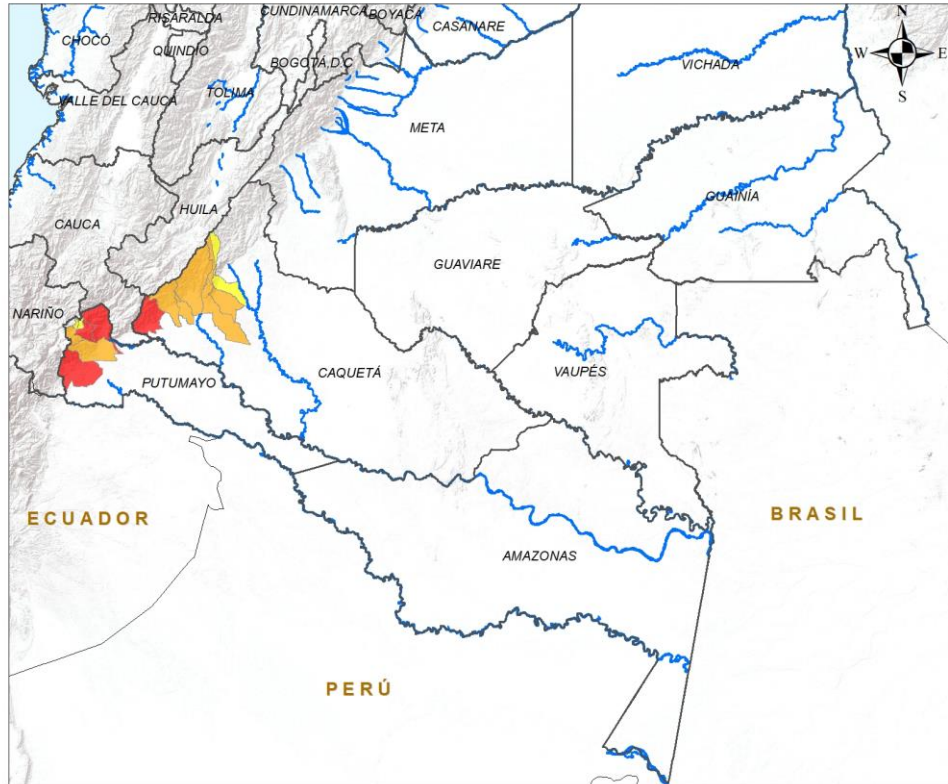 CUNDINAMARCA
BOYACÁ
RISARALDA
CASANARE
CHOCÓ
QUINDÍO
BOGOTÁ D.C
VICHADA
N
W E
S
VALLE DEL CAUCA
TOLIMA
META
GUAINÍA
HUILA
CAUCA
GUAVIARE
NARIÑO
CAQUETÁ
VAUPÉS
PUTUMAYO
ECUADOR
BRASIL
AMAZONAS
PERÚ